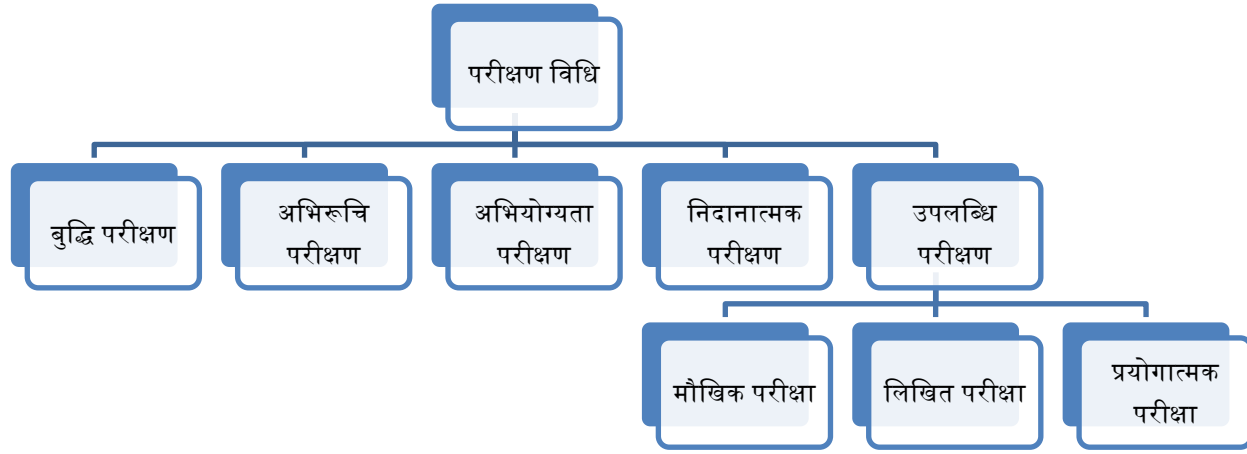 परीक्षण विधि
बुद्धि परीक्षण
अभिरूचि
परीक्षण
अभियोग्यता
परीक्षण
निदानात्मक
परीक्षण
उपलब्धि
परीक्षण
मौखिक परीक्षा
लिखित परीक्षा
प्रयोगात्मक
परीक्षा